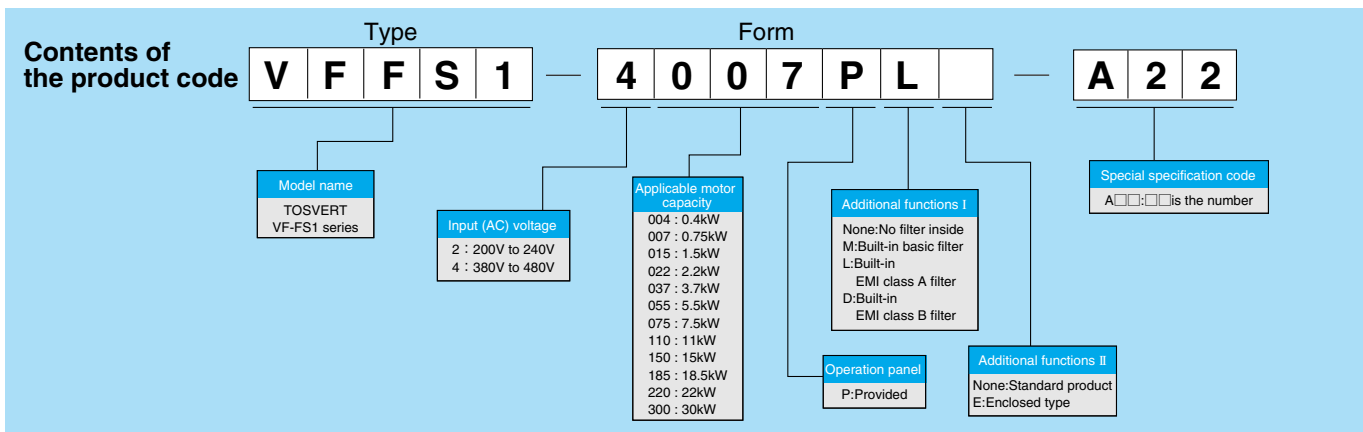 Contents of
the product code
Type
Form
V F F S 1 — 4 0 0 7 P L — A 2 2
Model name
TOSVERT
VF-FS1 series
Input (AC) voltage
2 : 200V to 240V
4 : 380V to 480V
Applicable motor
capacity
004 : 0.4kW
007 : 0.75kW
015 : 1.5kW
022 : 2.2kW
037 : 3.7kW
055 : 5.5kW
075 : 7.5kW
110 : 11kW
150 : 15kW
185 : 18.5kW
220 : 22kW
300 : 30kW
Operation panel
P:Provided
Additional functions I
None:No filter inside
M:Built-in basic filter
L:Built-in
EMI class A filter
D:Built-in
EMI class B filter
Additional functions II
None:Standard product
E:Enclosed type
Special specification code
A□□:□□is the number